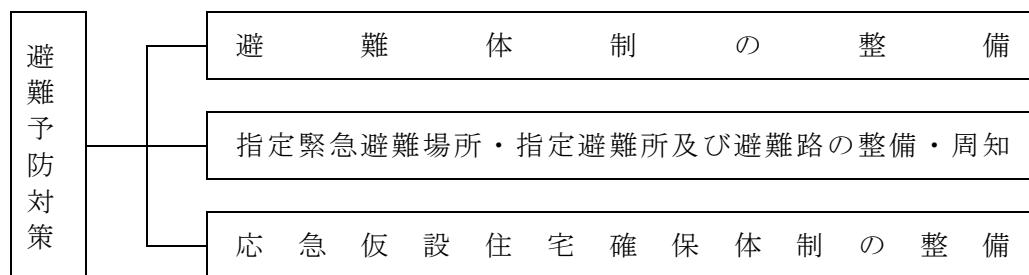 避難予防対策
避難体制の整備
指定緊急避難場所・指定避難所及び避難路の整備・周知
応急仮設住宅確保体制の整備